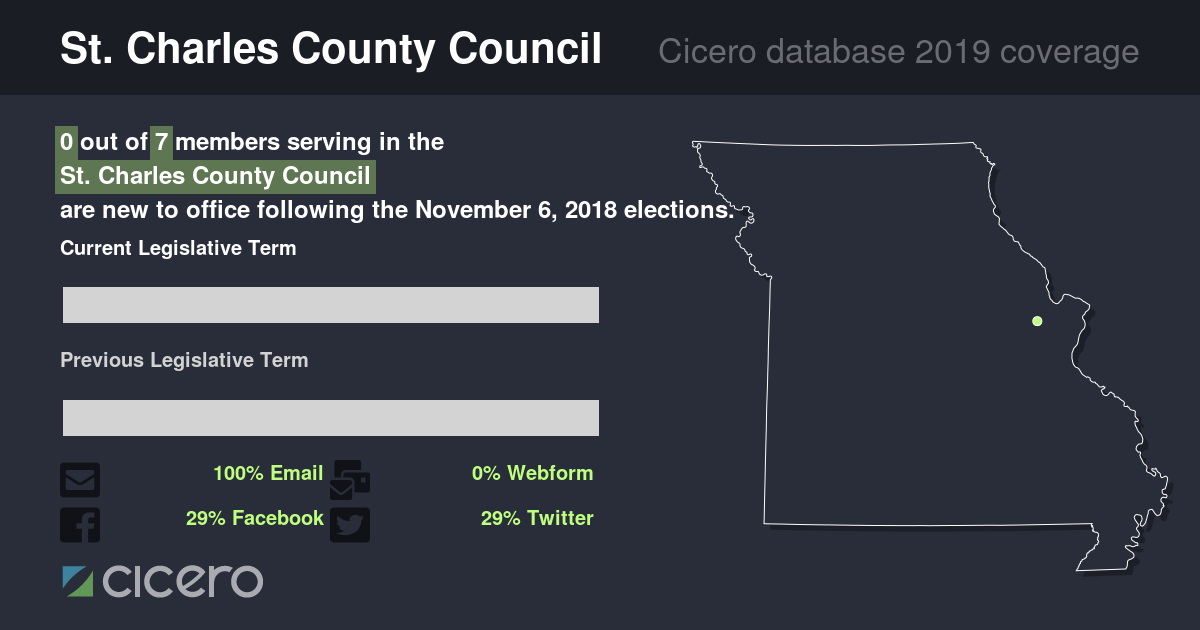 St. Charles County Council
Cicero database 2019 coverage
0 out of 7 members serving in the
St. Charles County Council
are new to office following the November 6, 2018 elections.
Current Legislative Term
Previous Legislative Term
100% Email
0% Webform
29% Facebook
29% Twitter
cicero